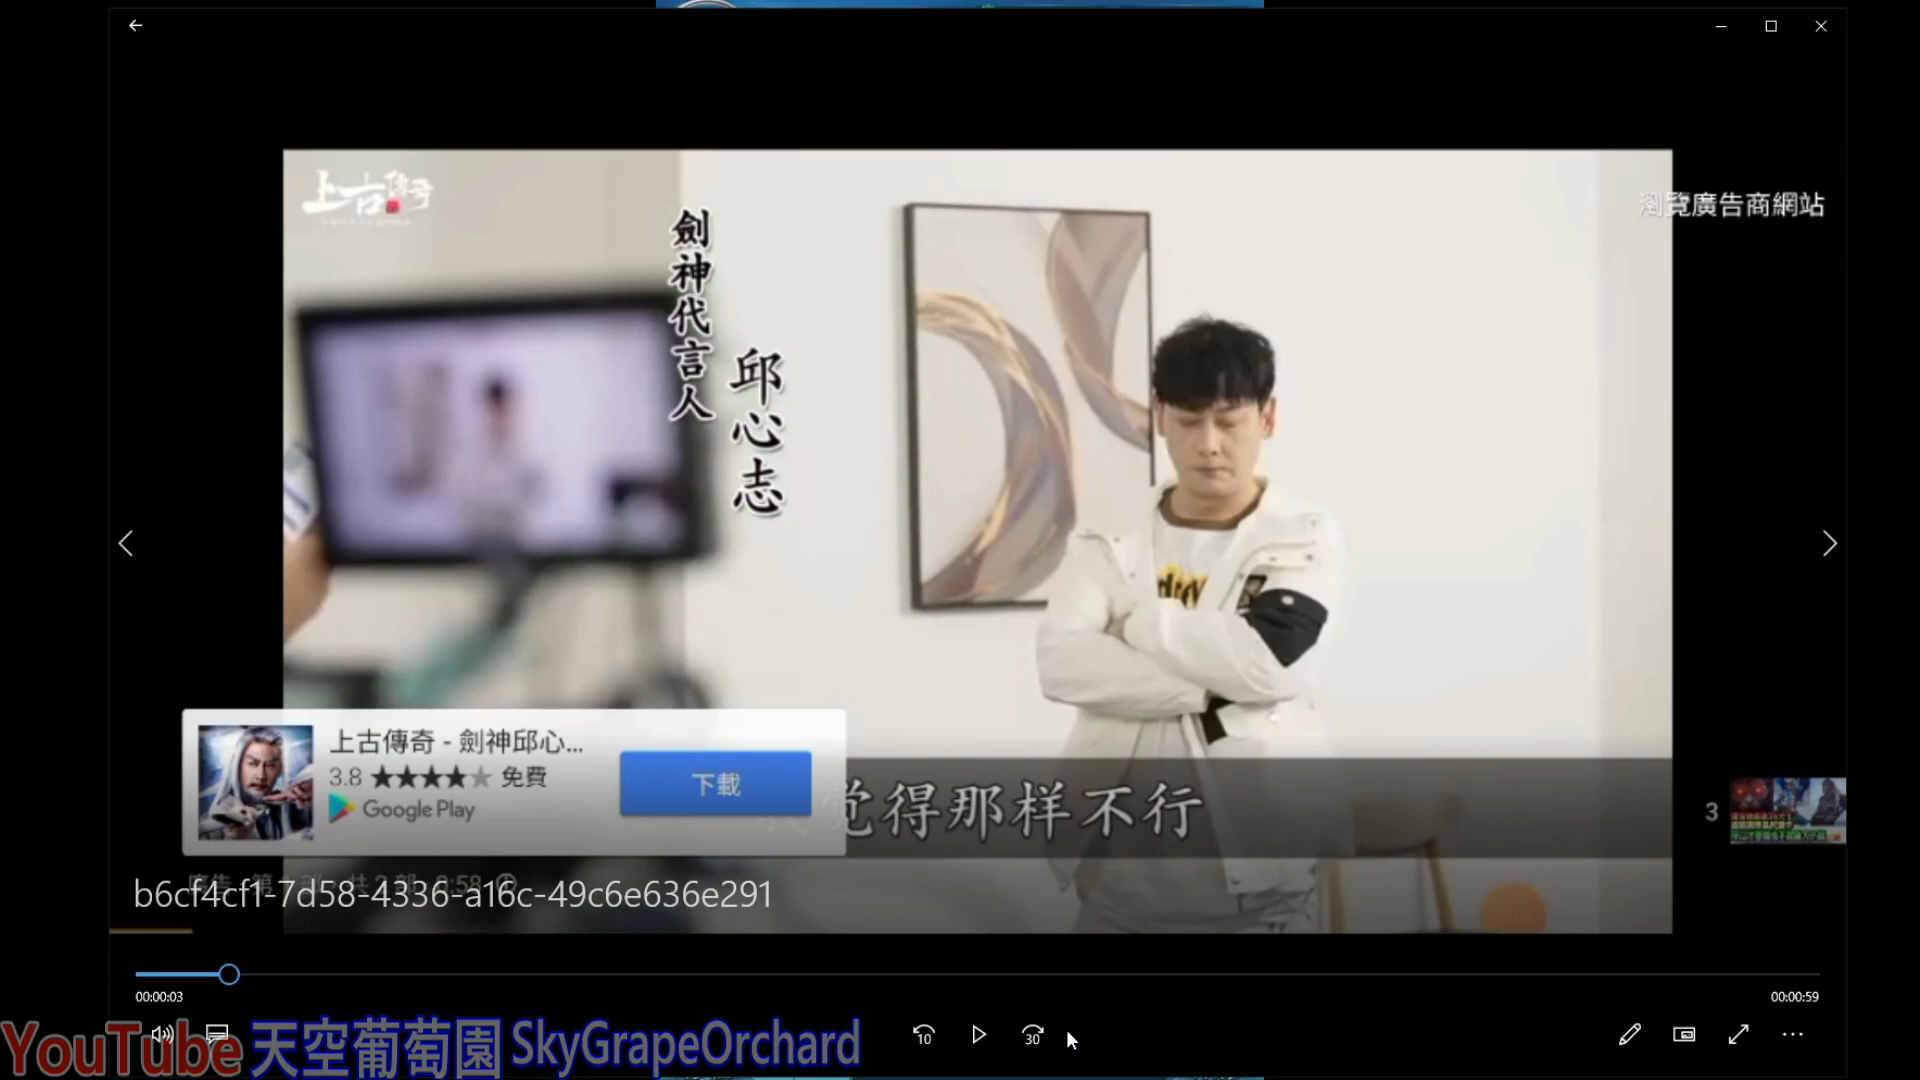 上古傳奇
瀏覽廣告商網站
劍神代言人
邱心志
上古傳奇 - 劍神邱心...
3.8 ★★★★★ 免費
Google Play
下載
觉得那样不行
3
b6cf4cf1-7d58-4336-a16c-49c6e636e291
00:00:03
00:00:59
10
30
YouTube 天空葡萄園 SkyGrapeOrchard